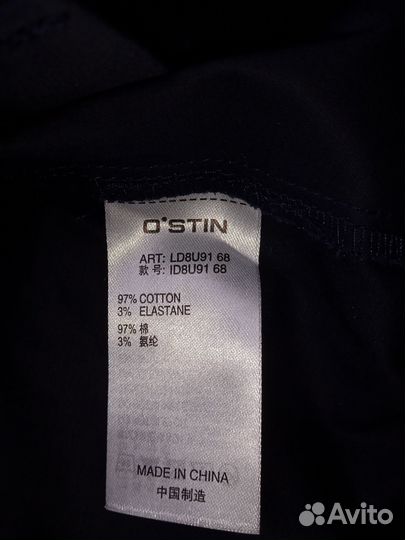 O'STIN
ART: LD8U91 68
款 号: ID8U91 68
97% COTTON
3% ELASTANE
97% 棉
3% 氨纶
MADE IN CHINA
中国制造
Avito